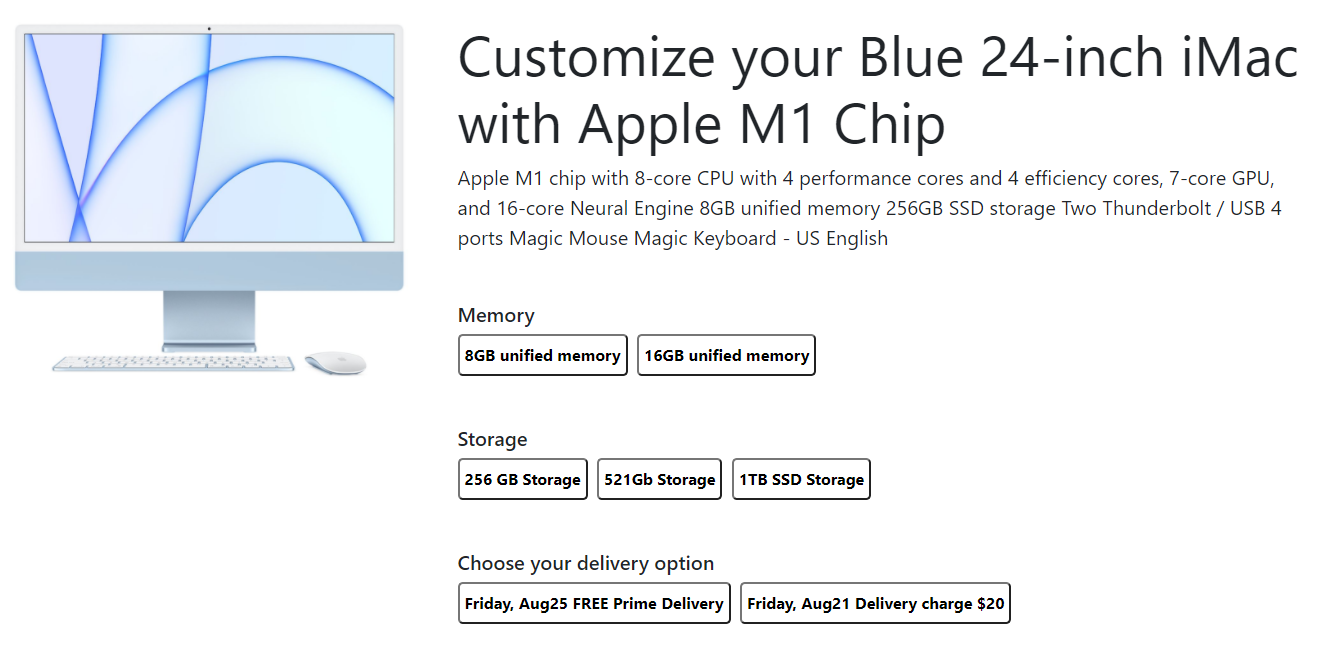 Customize your Blue 24-inch iMac
with Apple M1 Chip
Apple M1 chip with 8-core CPU with 4 performance cores and 4 efficiency cores, 7-core GPU,
and 16-core Neural Engine 8GB unified memory 256GB SSD storage Two Thunderbolt / USB 4
ports Magic Mouse Magic Keyboard - US English
Memory
8GB unified memory 16GB unified memory
Storage
256 GB Storage 521Gb Storage 1TB SSD Storage
Choose your delivery option
Friday, Aug25 FREE Prime Delivery Friday, Aug21 Delivery charge $20